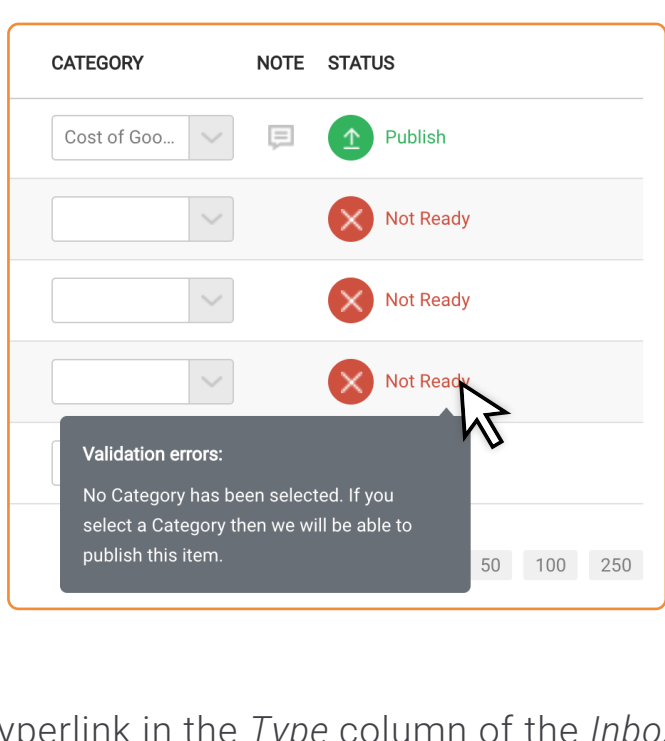 CATEGORY NOTE STATUS
Cost of Goo... Publish
Not Ready
Not Ready
Not Ready
Validation errors:
No Category has been selected. If you
select a Category then we will be able to
publish this item.
50 100 250
in the Type column of the